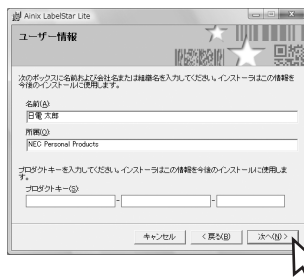 Ainix LabelStar Lite
ユーザー情報
次のボックスに名前および会社名または組織名を入力してください。インストーラはこの情報を
今後のインストールに使用します。
名前(A):
日電 太郎
所属(O):
NEC Personal Products
プロダクトキーを入力してください。インストーラはこの情報を今後のインストールに使用しま
す。
プロダクトキー(S):
- - -
キャンセル < 戻る(B) 次へ(N) >